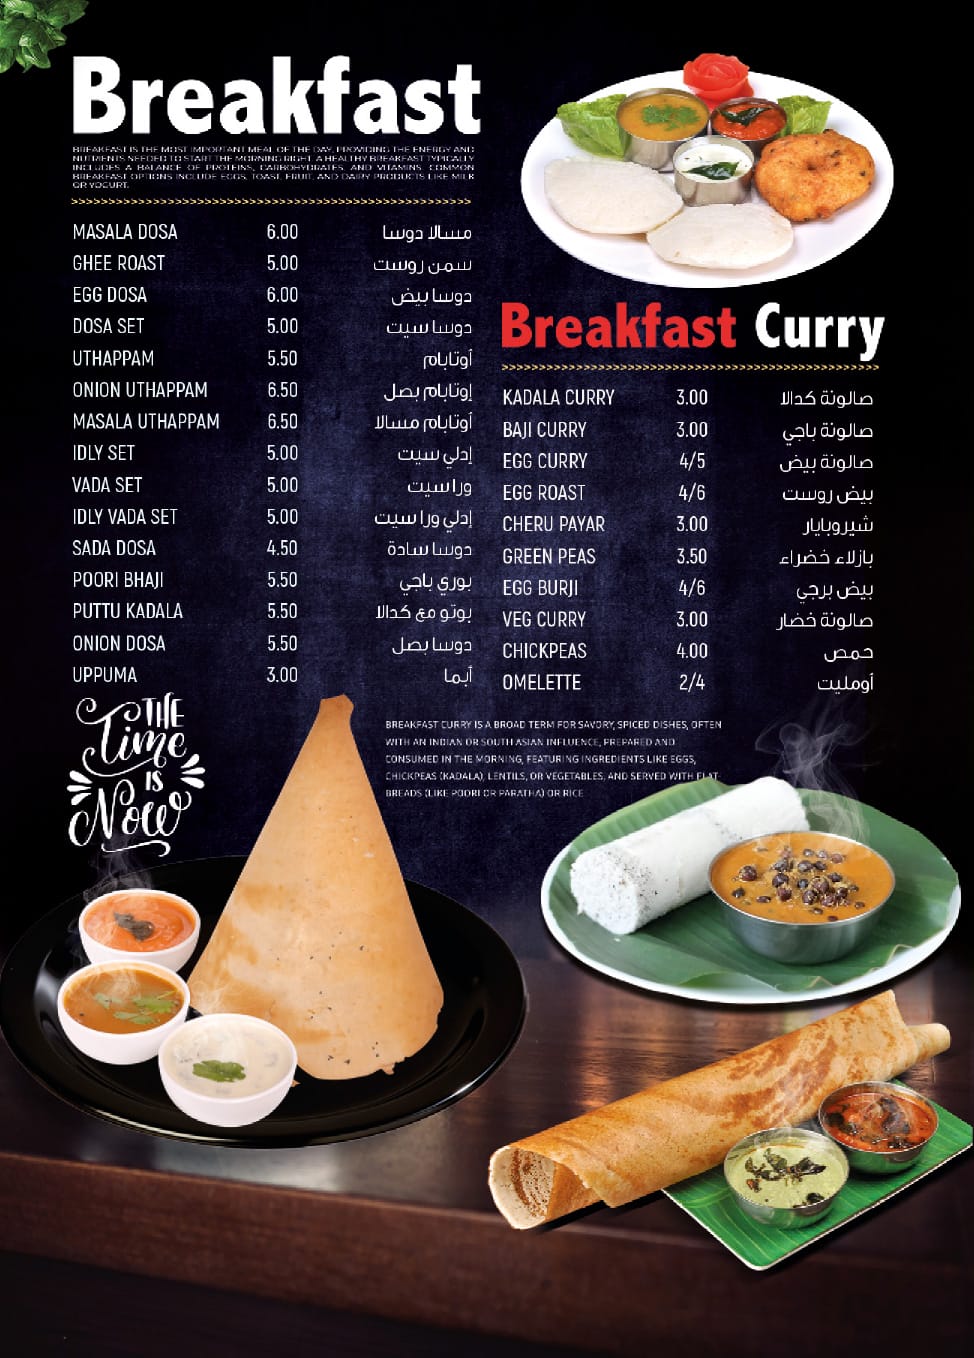 Breakfast
BREAKFAST IS THE MOST IMPORTANT MEAL OF THE DAY, PROVIDING THE ENERGY AND
NUTRIENTS NEEDED TO START THE MORNING RIGHT. A HEALTHY BREAKFAST TYPICALLY
INCLUDES A BALANCE OF PROTEINS, CARBOHYDRATES, AND VITAMINS. COMMON
BREAKFAST OPTIONS INCLUDE EGGS, TOAST, FRUIT, AND DAIRY PRODUCTS LIKE MILK
OR YOGURT.
MASALA DOSA 6.00 مسالا دوسا
GHEE ROAST 5.00 سمن روست
EGG DOSA 6.00 دوسا بيض
DOSA SET 5.00 دوسا سيت
UTHAPPAM 5.50 أوتابام
ONION UTHAPPAM 6.50 إوتابام بصل
MASALA UTHAPPAM 6.50 أوتابام مسالا
IDLY SET 5.00 إدلي سيت
VADA SET 5.00 ورا سيت
IDLY VADA SET 5.00 إدلي ورا سيت
SADA DOSA 4.50 دوسا سادة
POORI BHAJI 5.50 بوري باجي
PUTTU KADALA 5.50 بوتو مع كدالا
ONION DOSA 5.50 دوسا بصل
UPPUMA 3.00 أبما
Breakfast Curry
KADALA CURRY 3.00 صالونة كدالا
BAJI CURRY 3.00 صالونة باجي
EGG CURRY 4/5 صالونة بيض
EGG ROAST 4/6 بيض روست
CHERU PAYAR 3.00 شيروبايار
GREEN PEAS 3.50 بازلاء خضراء
EGG BURJI 4/6 بيض برجي
VEG CURRY 3.00 صالونة خضار
CHICKPEAS 4.00 حمص
OMELETTE 2/4 أومليت
BREAKFAST CURRY IS A BROAD TERM FOR SAVORY, SPICED DISHES, OFTEN
WITH AN INDIAN OR SOUTH ASIAN INFLUENCE, PREPARED AND
CONSUMED IN THE MORNING, FEATURING INGREDIENTS LIKE EGGS,
CHICKPEAS (KADALA), LENTILS, OR VEGETABLES, AND SERVED WITH FLAT-
BREADS (LIKE POORI OR PARATHA) OR RICE
THE
Time
IS
Now